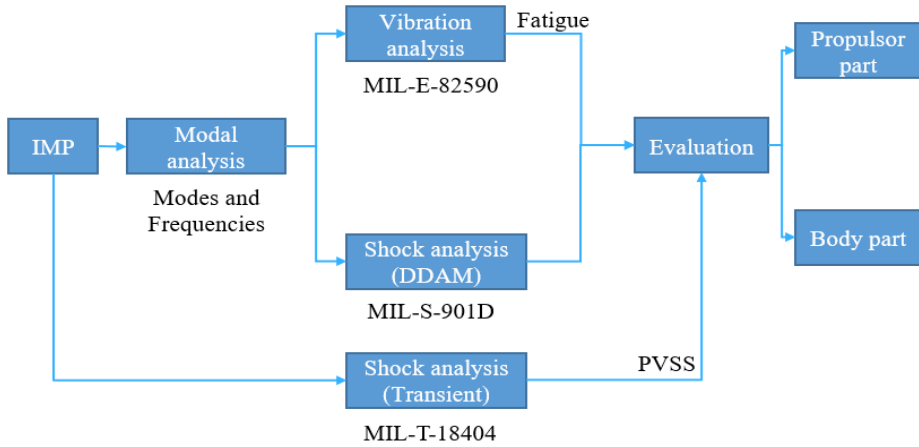 Vibration
analysis
MIL-E-82590
Fatigue
Propulsor
part
IMP
Modal
analysis
Modes and
Frequencies
Evaluation
Shock analysis
(DDAM)
MIL-S-901D
Body part
Shock analysis
(Transient)
MIL-T-18404
PVSS